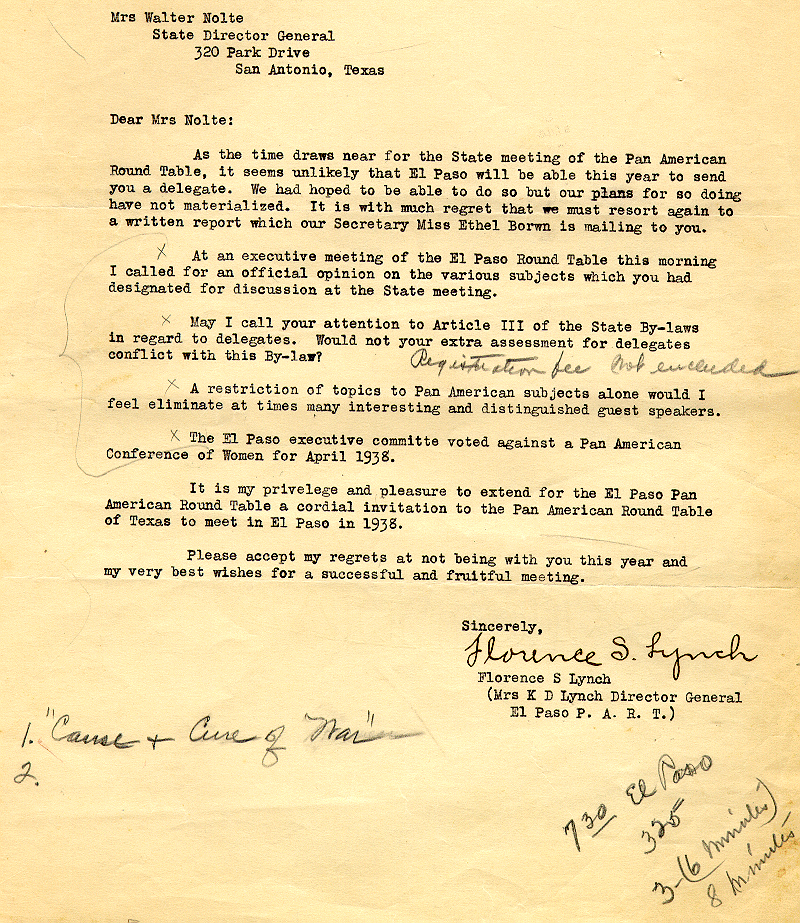 Mrs Walter Nolte
State Director General
320 Park Drive
San Antonio, Texas
Dear Mrs Nolte:
As the time draws near for the State meeting of the Pan American
Round Table, it seems unlikely that El Paso will be able this year to send
you a delegate. We had hoped to be able to do so but our plans for so doing
have not materialized. It is with much regret that we must resort again to
a written report which our Secretary Miss Ethel Borwn is mailing to you.
X At an executive meeting of the El Paso Round Table this morning
I called for an official opinion on the various subjects which you had
designated for discussion at the State meeting.
X May I call your attention to Article III of the State By-laws
in regard to delegates. Would not your extra assessment for delegates
conflict with this By-law? Registration fee Not encluded
X A restriction of topics to Pan American subjects alone would I
feel eliminate at times many interesting and distinguished guest speakers.
X The El Paso executive committe voted against a Pan American
Conference of Women for April 1938.
It is my privelege and pleasure to extend for the El Paso Pan
American Round Table a cordial invitation to the Pan American Round Table
of Texas to meet in El Paso in 1938.
Please accept my regrets at not being with you this year and
my very best wishes for a successful and fruitful meeting.
Sincerely,
Florence S. Lynch
Florence S Lynch
(Mrs K D Lynch Director General
El Paso P. A. R. T.)
1. "Cause + Cure of "War"
2.
7 30 El Paso
325
3-(6 Minutes)
8 Minutes